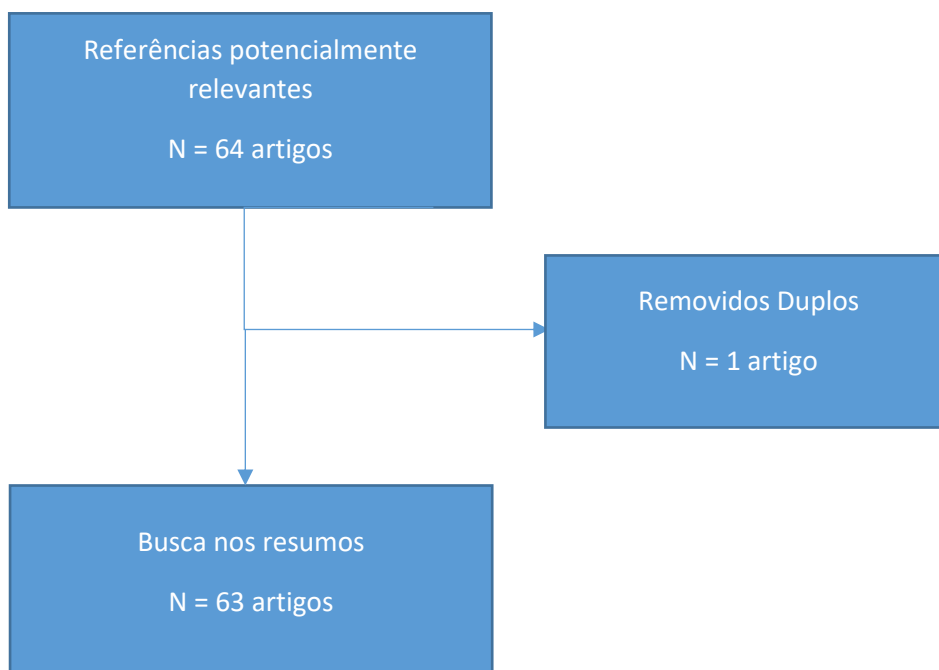 Referências potencialmente
relevantes
N = 64 artigos
Removidos Duplos
N = 1 artigo
Busca nos resumos
N = 63 artigos